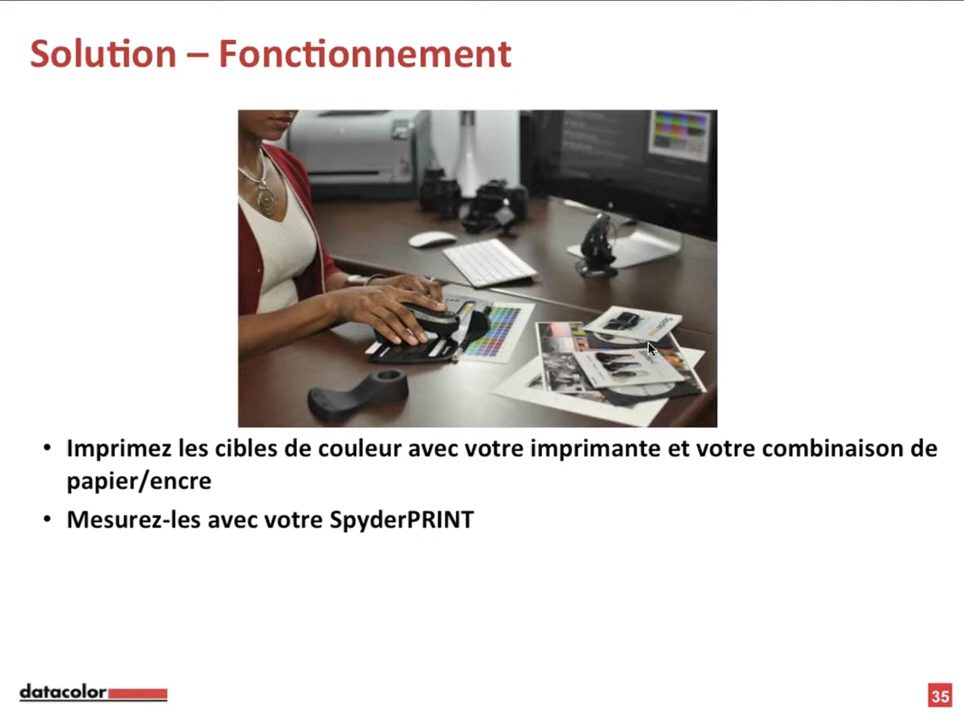 Solution – Fonctionnement
• Imprimez les cibles de couleur avec votre imprimante et votre combinaison de
papier/encre
• Mesurez-les avec votre SpyderPRINT
datacolor
35